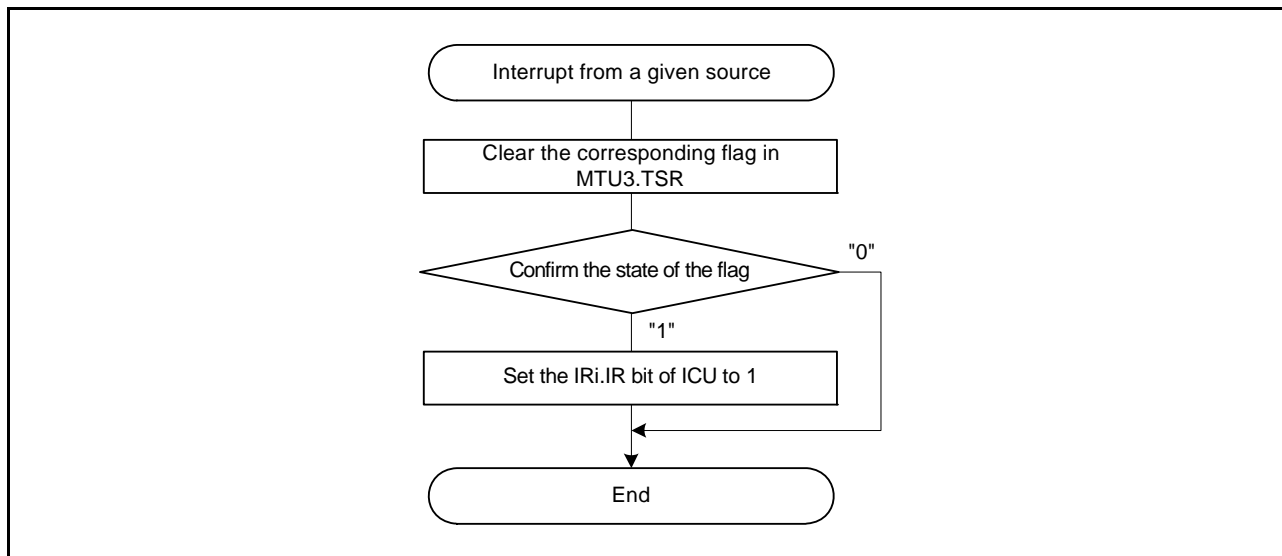 Interrupt from a given source
Clear the corresponding flag in
MTU3.TSR
"0"
Confirm the state of the flag
"1"
Set the IRi.IR bit of ICU to 1
End